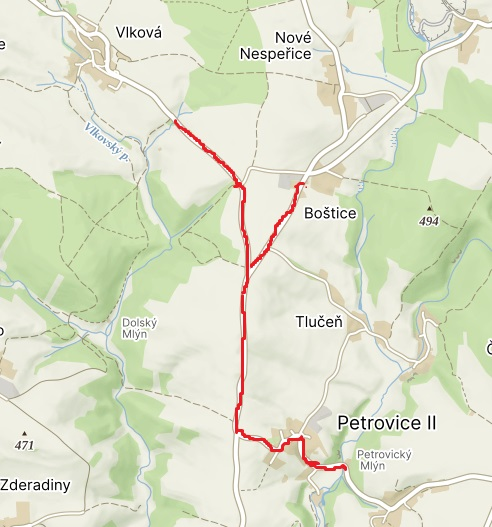 Vlková
Nové
Nespeřice
Vlkovský p.
Boštice
494
Dolský
Mlýn
Tlučeň
Petrovice II
471
Petrovický
Mlýn
Zderadiny